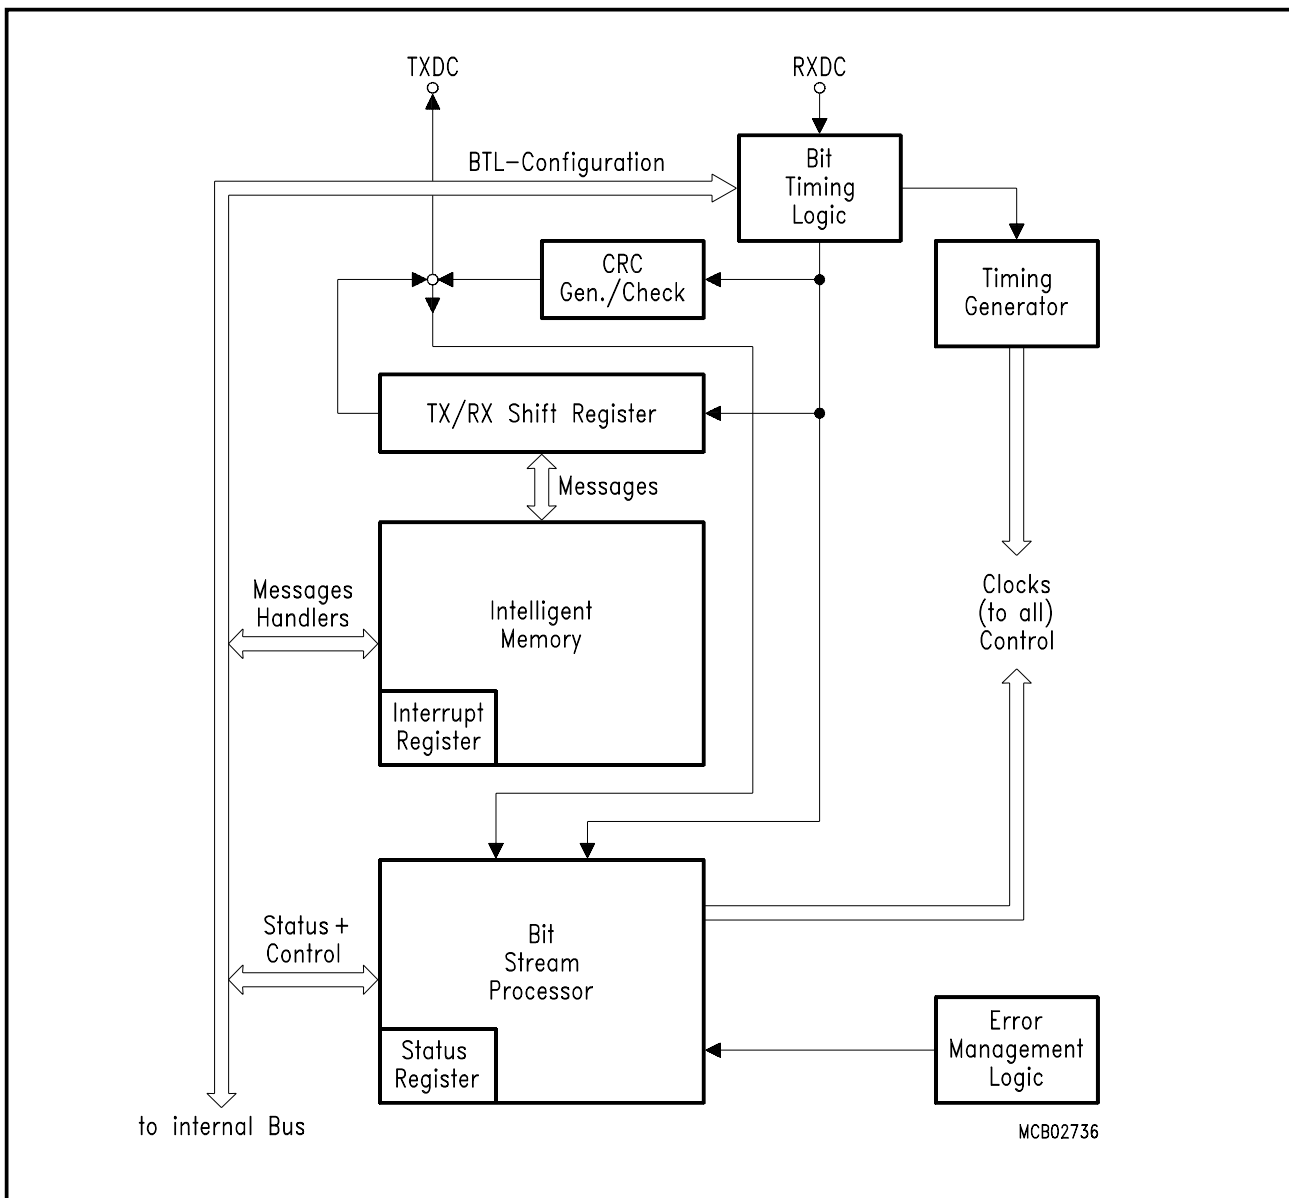 TXDC
RXDC
BTL-Configuration
Bit
Timing
Logic
CRC
Gen./Check
Timing
Generator
TX/RX Shift Register
Messages
Messages
Handlers
Intelligent
Memory
Clocks
(to all)
Control
Interrupt
Register
Status +
Control
Bit
Stream
Processor
Status
Register
Error
Management
Logic
to internal Bus
MCB02736